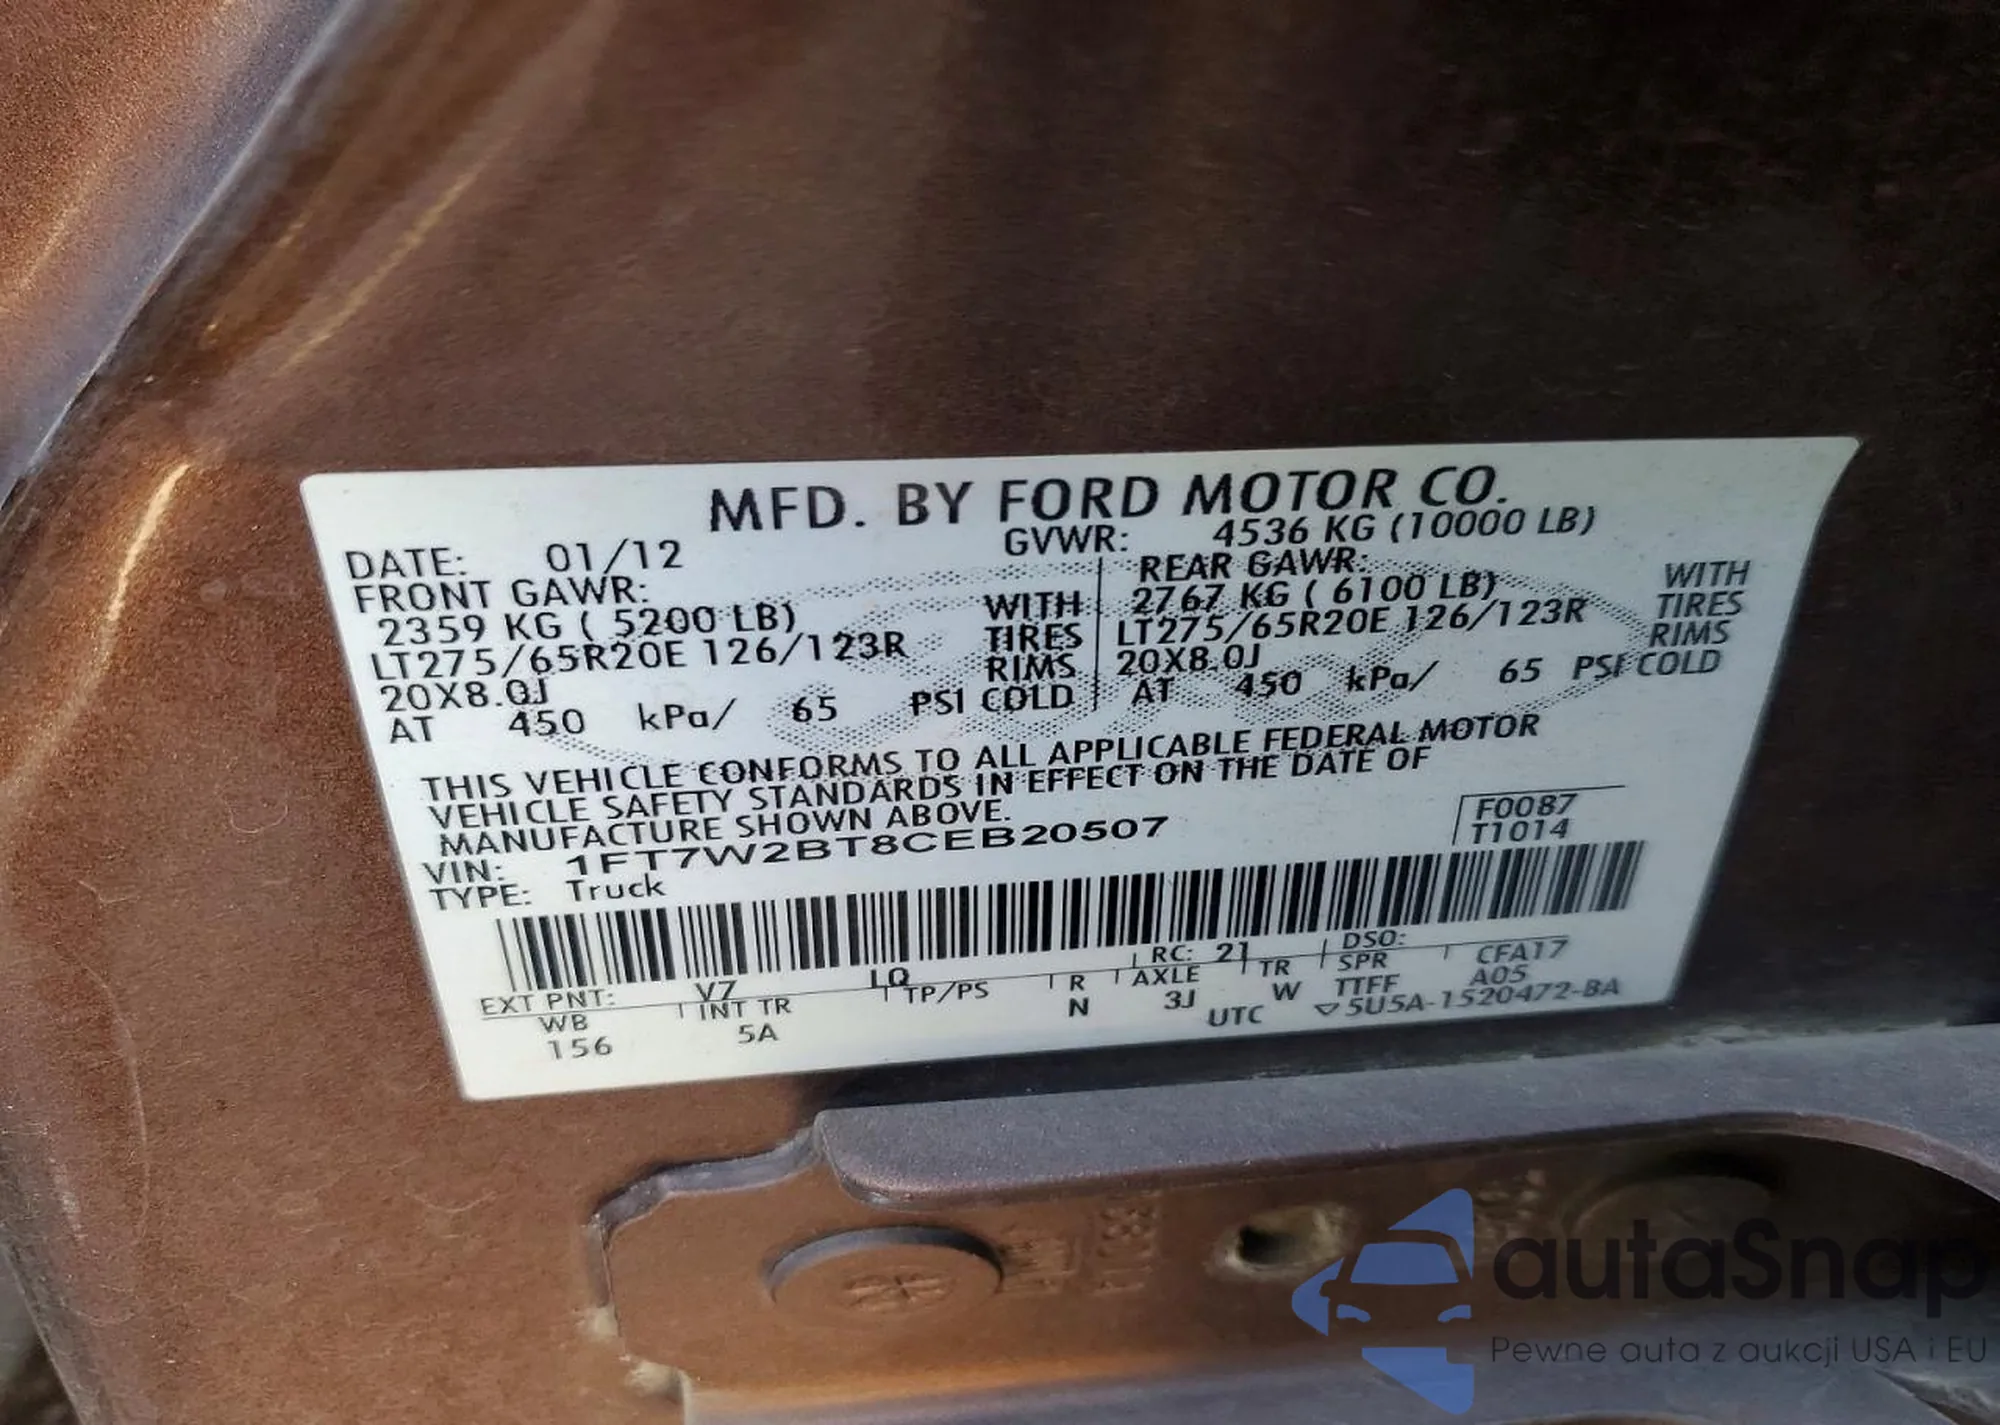 MFD. BY FORD MOTOR CO.
DATE: 01/12 GVWR: 4536 KG (10000 LB)
FRONT GAWR: REAR GAWR:
2359 KG ( 5200 LB) WITH 2767 KG ( 6100 LB) WITH
LT275/65R20E 126/123R TIRES LT275/65R20E 126/123R TIRES
20X8.0J RIMS 20X8.0J RIMS
AT 450 kPa/ 65 PSI COLD AT 450 kPa/ 65 PSI COLD
THIS VEHICLE CONFORMS TO ALL APPLICABLE FEDERAL MOTOR
VEHICLE SAFETY STANDARDS IN EFFECT ON THE DATE OF
MANUFACTURE SHOWN ABOVE.
VIN: 1FT7W2BT8CEB20507 F0087
TYPE: Truck T1014
EXT PNT: V7 LQ RC: 21 DSO:
WB INT TR TP/PS R AXLE TR SPR CFA17
156 5A N 3J W TTFF A05
UTC ▽5U5A-1520472-BA
autaSnap
Pewne auta z aukcji USA i EU